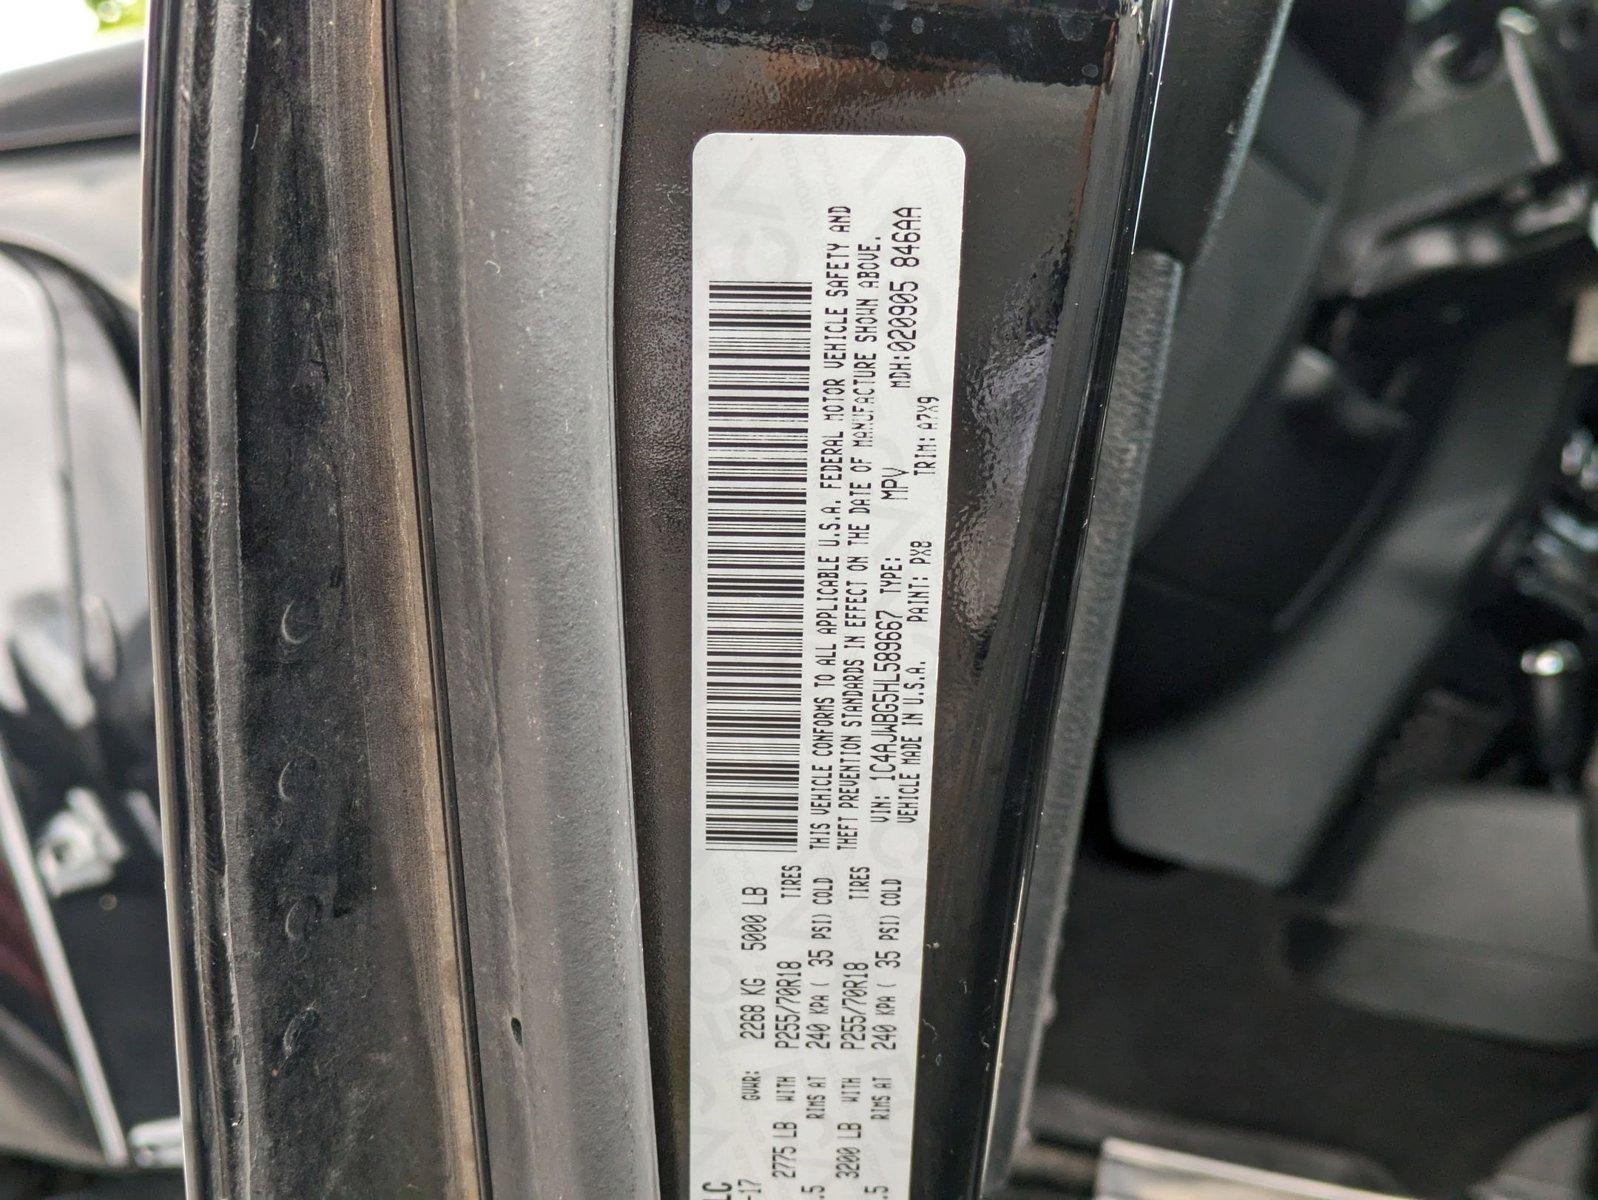 LC
-17 GVWR: 2268 KG 5000 LB
2775 LB WITH P255/70R18 TIRES
.5 RIMS AT 240 KPA ( 35 PSI) COLD
3200 LB WITH P255/70R18 TIRES
.5 RIMS AT 240 KPA ( 35 PSI) COLD
THIS VEHICLE CONFORMS TO ALL APPLICABLE U.S.A. FEDERAL MOTOR VEHICLE SAFETY AND
THEFT PREVENTION STANDARDS IN EFFECT ON THE DATE OF MANUFACTURE SHOWN ABOVE.
VIN: 1C4AJWBG5HL589667 TYPE: MPV MDH:020905 846AA
VEHICLE MADE IN U.S.A. PAINT: PX8 TRIM: A7X9